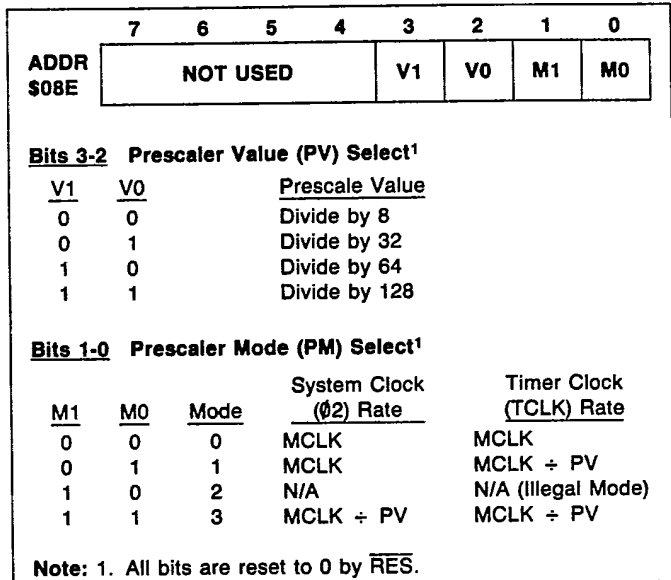 7 6 5 4 3 2 1 0
ADDR $08E NOT USED V1 V0 M1 M0
Bits 3-2 Prescaler Value (PV) Select¹
V1 V0 Prescale Value
0 0 Divide by 8
0 1 Divide by 32
1 0 Divide by 64
1 1 Divide by 128
Bits 1-0 Prescaler Mode (PM) Select¹
System Clock Timer Clock
M1 M0 Mode (Ø2) Rate (TCLK) Rate
0 0 0 MCLK MCLK
0 1 1 MCLK MCLK ÷ PV
1 0 2 N/A N/A (Illegal Mode)
1 1 3 MCLK ÷ PV MCLK ÷ PV
Note: 1. All bits are reset to 0 by R̅E̅S̅.